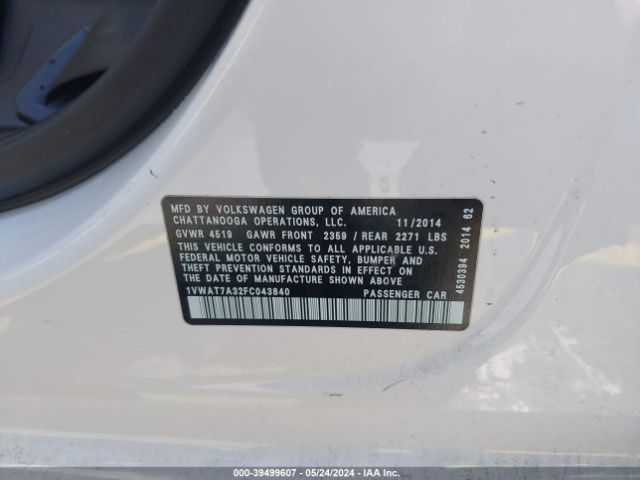 MFD BY VOLKSWAGEN GROUP OF AMERICA
CHATTANOOGA OPERATIONS, LLC. 11/2014
GVWR 4519 GAWR FRONT 2359 / REAR 2271 LBS
THIS VEHICLE CONFORMS TO ALL APPLICABLE U.S.
FEDERAL MOTOR VEHICLE SAFETY, BUMPER AND
THEFT PREVENTION STANDARDS IN EFFECT ON
THE DATE OF MANUFACTURE SHOWN ABOVE
1VWAT7A32FC043840 PASSENGER CAR
4530394 2014 62
000-39499607 - 05/24/2024 - IAAI.COM